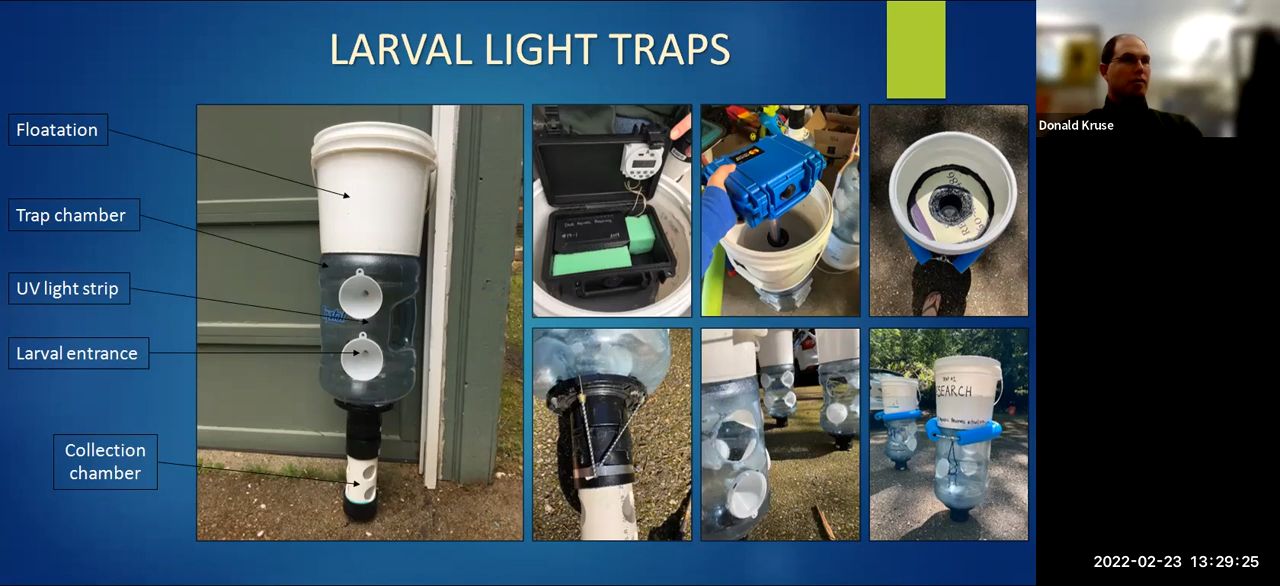 LARVAL LIGHT TRAPS
Floatation
Trap chamber
UV light strip
Larval entrance
Collection
chamber
SEARCH
Donald Kruse
2022-02-23 13:29:25